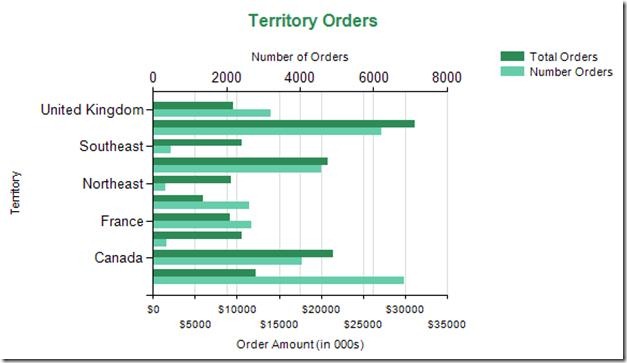 Territory Orders
Number of Orders
0 2000 4000 6000 8000
Total Orders
Number Orders
United Kingdom
Southeast
Northeast
France
Canada
Territory
$0 $10000 $20000 $30000
$5000 $15000 $25000 $35000
Order Amount (in 000s)